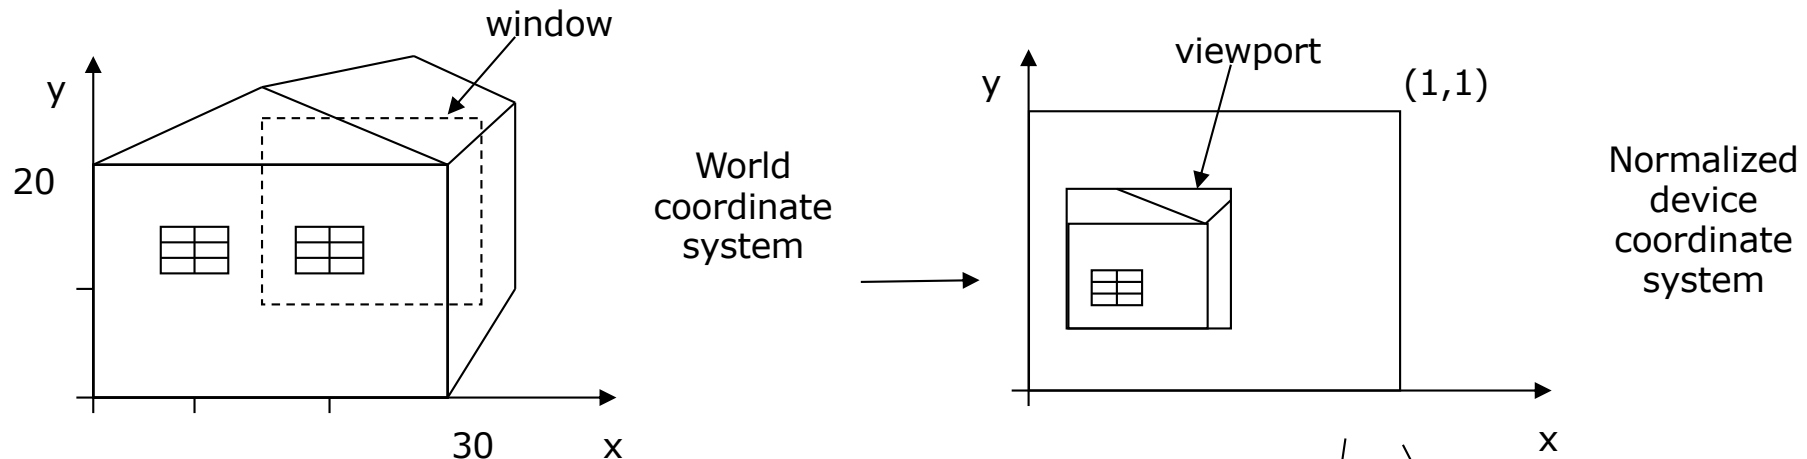 window
y
20
30
x
World
coordinate
system
viewport
y
(1,1)
x
Normalized
device
coordinate
system